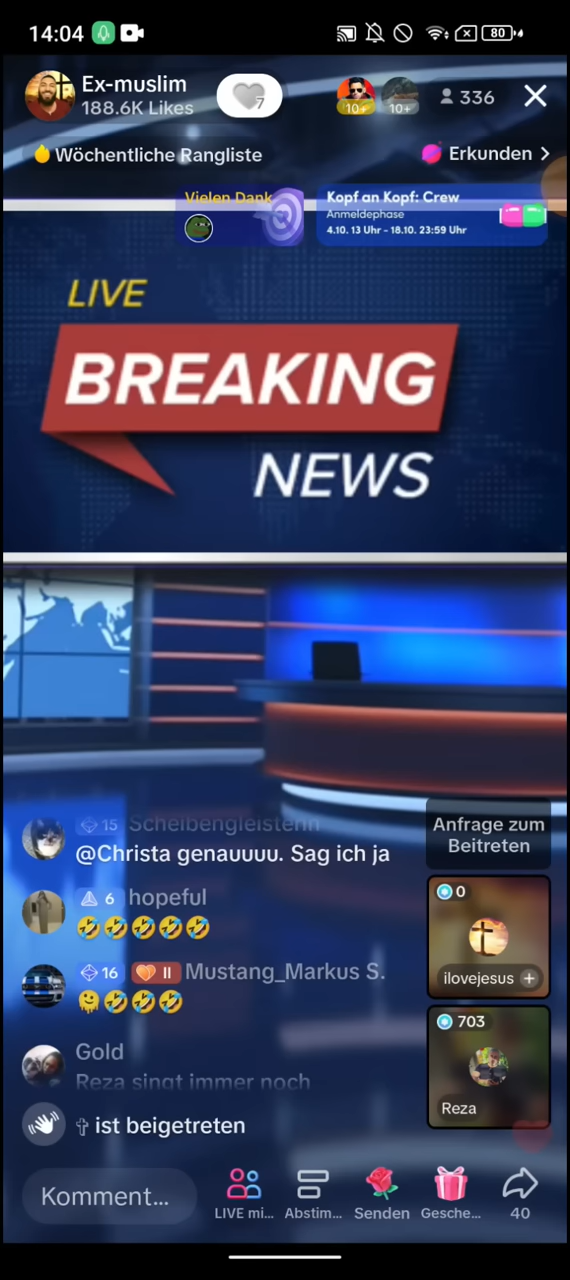 14:04
80
Ex-muslim
188.6K Likes
7
10+
10+
336
Wöchentliche Rangliste
Erkunden
Vielen Dank
Kopf an Kopf: Crew
Anmeldephase
4.10. 13 Uhr - 18.10. 23:59 Uhr
LIVE
BREAKING
NEWS
15
@Christa genauuuu. Sag ich ja
6 hopeful
🤣🤣🤣🤣🤣
16 II Mustang_Markus S.
🫠🤣🤣🤣
Gold
Reza singt immer noch
✞ ist beigetreten
Anfrage zum
Beitreten
0
ilovejesus +
703
Reza
Komment...
LIVE mi...
Abstim...
Senden
Gesche...
40